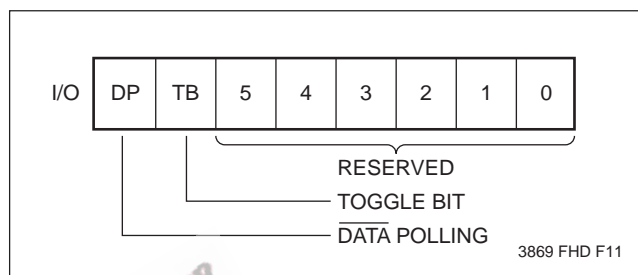 I/O DP TB 5 4 3 2 1 0
RESERVED
TOGGLE BIT
DATA POLLING
3869 FHD F11